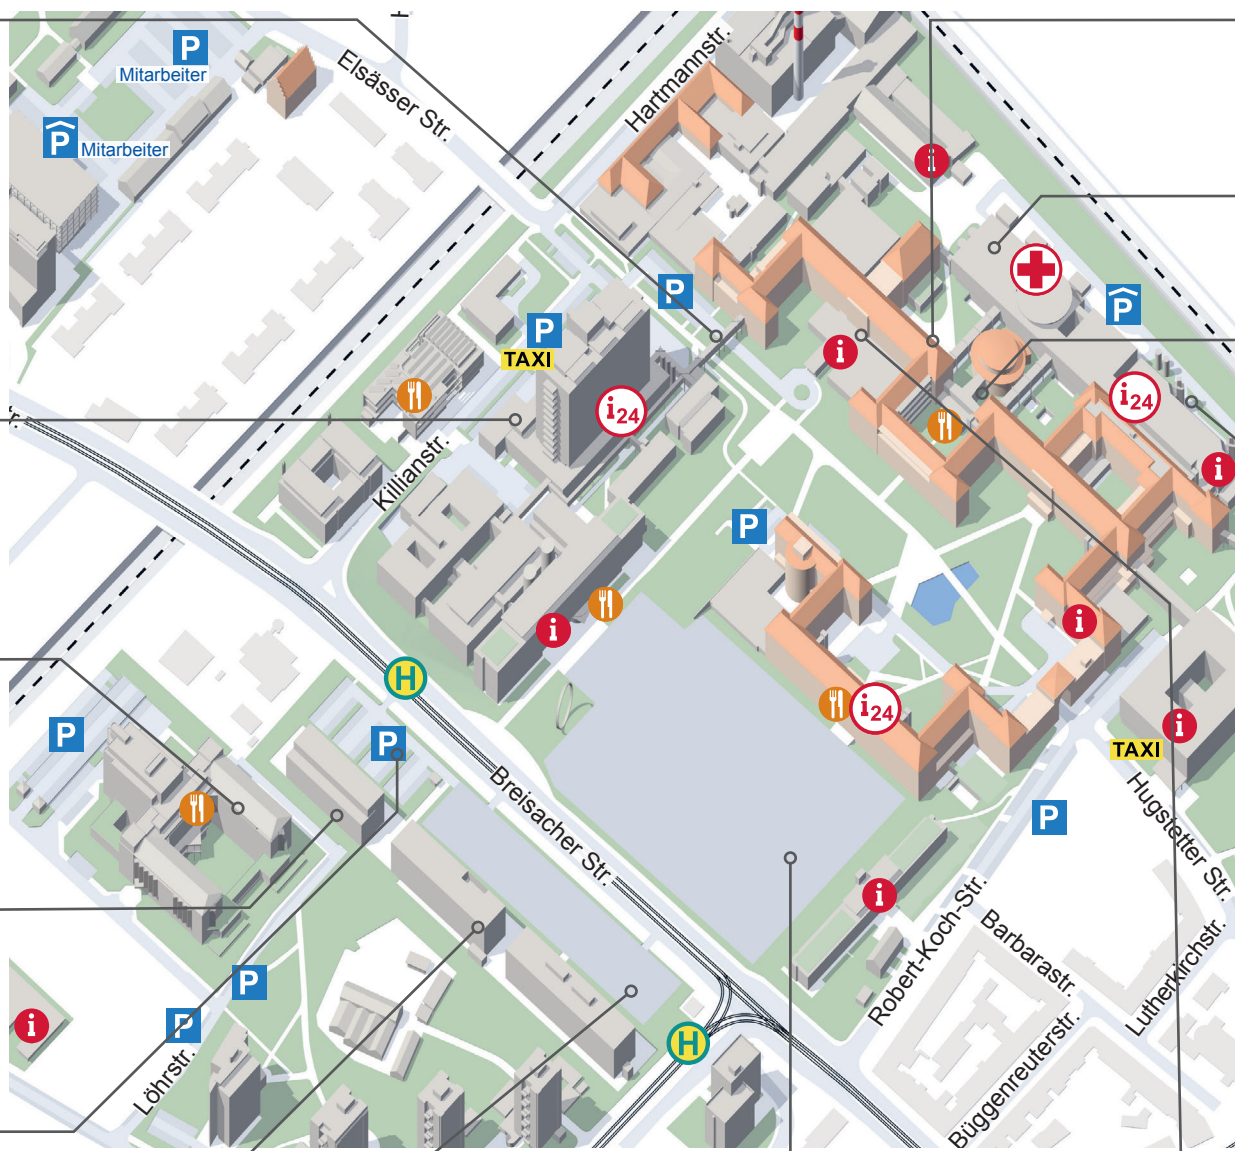 P
Mitarbeiter
P
Mitarbeiter
Elsässer Str.
Hartmannstr.
i
P
P
P
TAXI
i
i24
i24
i
Killianstr.
P
i
i
P
H
i24
P
TAXI
i
Breisacher Str.
P
Hugstetter Str.
i
Robert-Koch-Str.
Barbarastr.
Lutherkirchstr.
P
P
i
H
Löhrstr.
Büggenreuterstr.